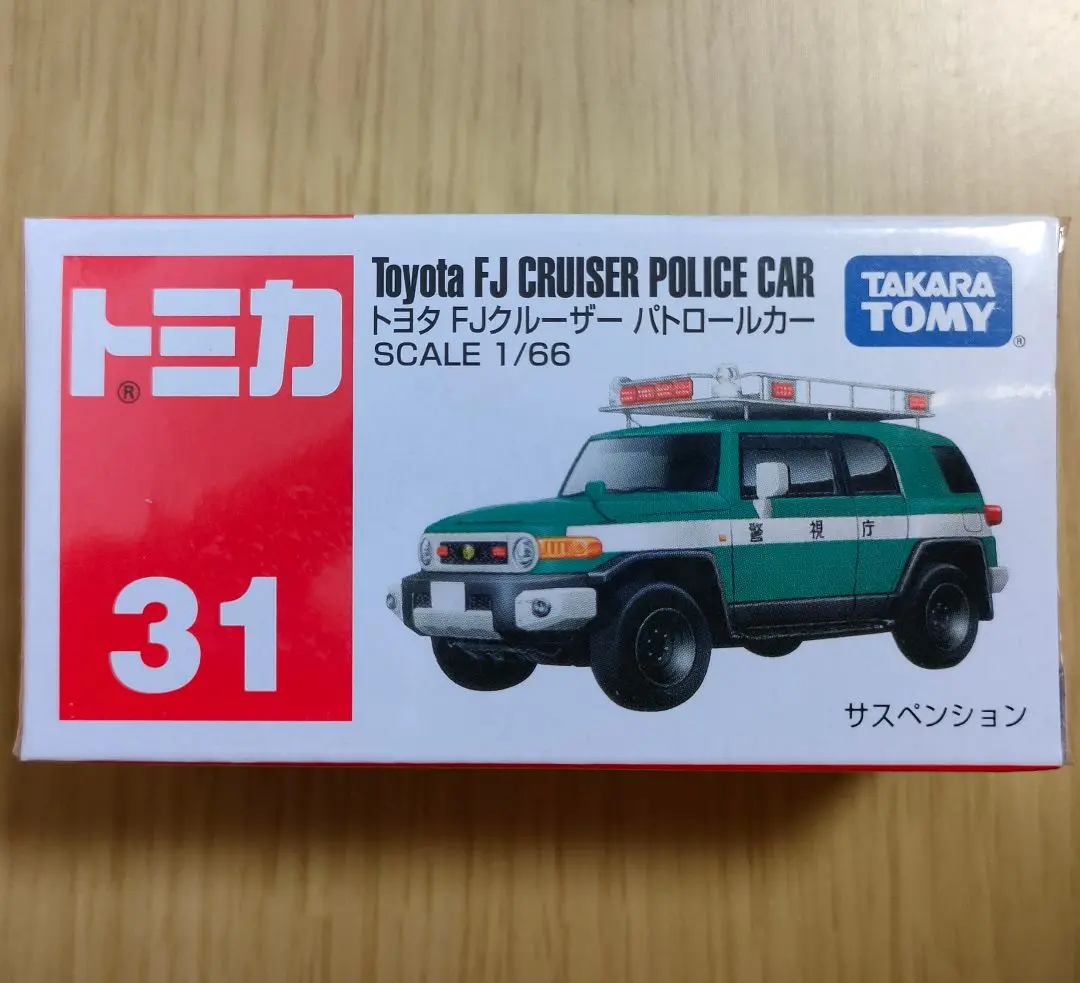 トミカ
®
31
Toyota FJ CRUISER POLICE CAR
トヨタ FJクルーザー パトロールカー
SCALE 1/66
TAKARA
TOMY
®
警視庁
サスペンション